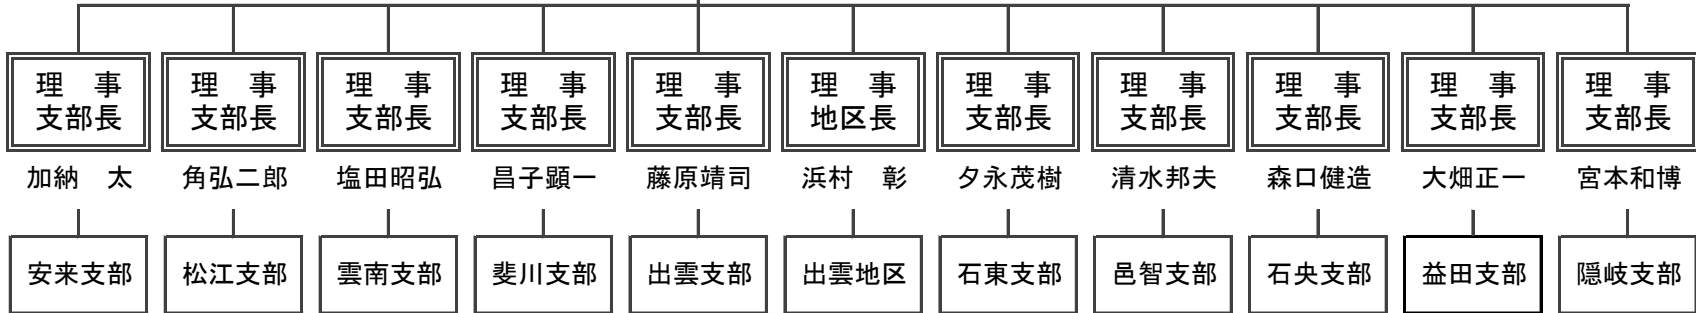 理　事　理　事　理　事　理　事　理　事　理　事　理　事　理　事　理　事　理　事　理　事
支部長　支部長　支部長　支部長　支部長　地区長　支部長　支部長　支部長　支部長　支部長
加納　太　角弘二郎　塩田昭弘　昌子顕一　藤原靖司　浜村　彰　夕永茂樹　清水邦夫　森口健造　大畑正一　宮本和博
安来支部　松江支部　雲南支部　斐川支部　出雲支部　出雲地区　石東支部　邑智支部　石央支部　益田支部　隠岐支部